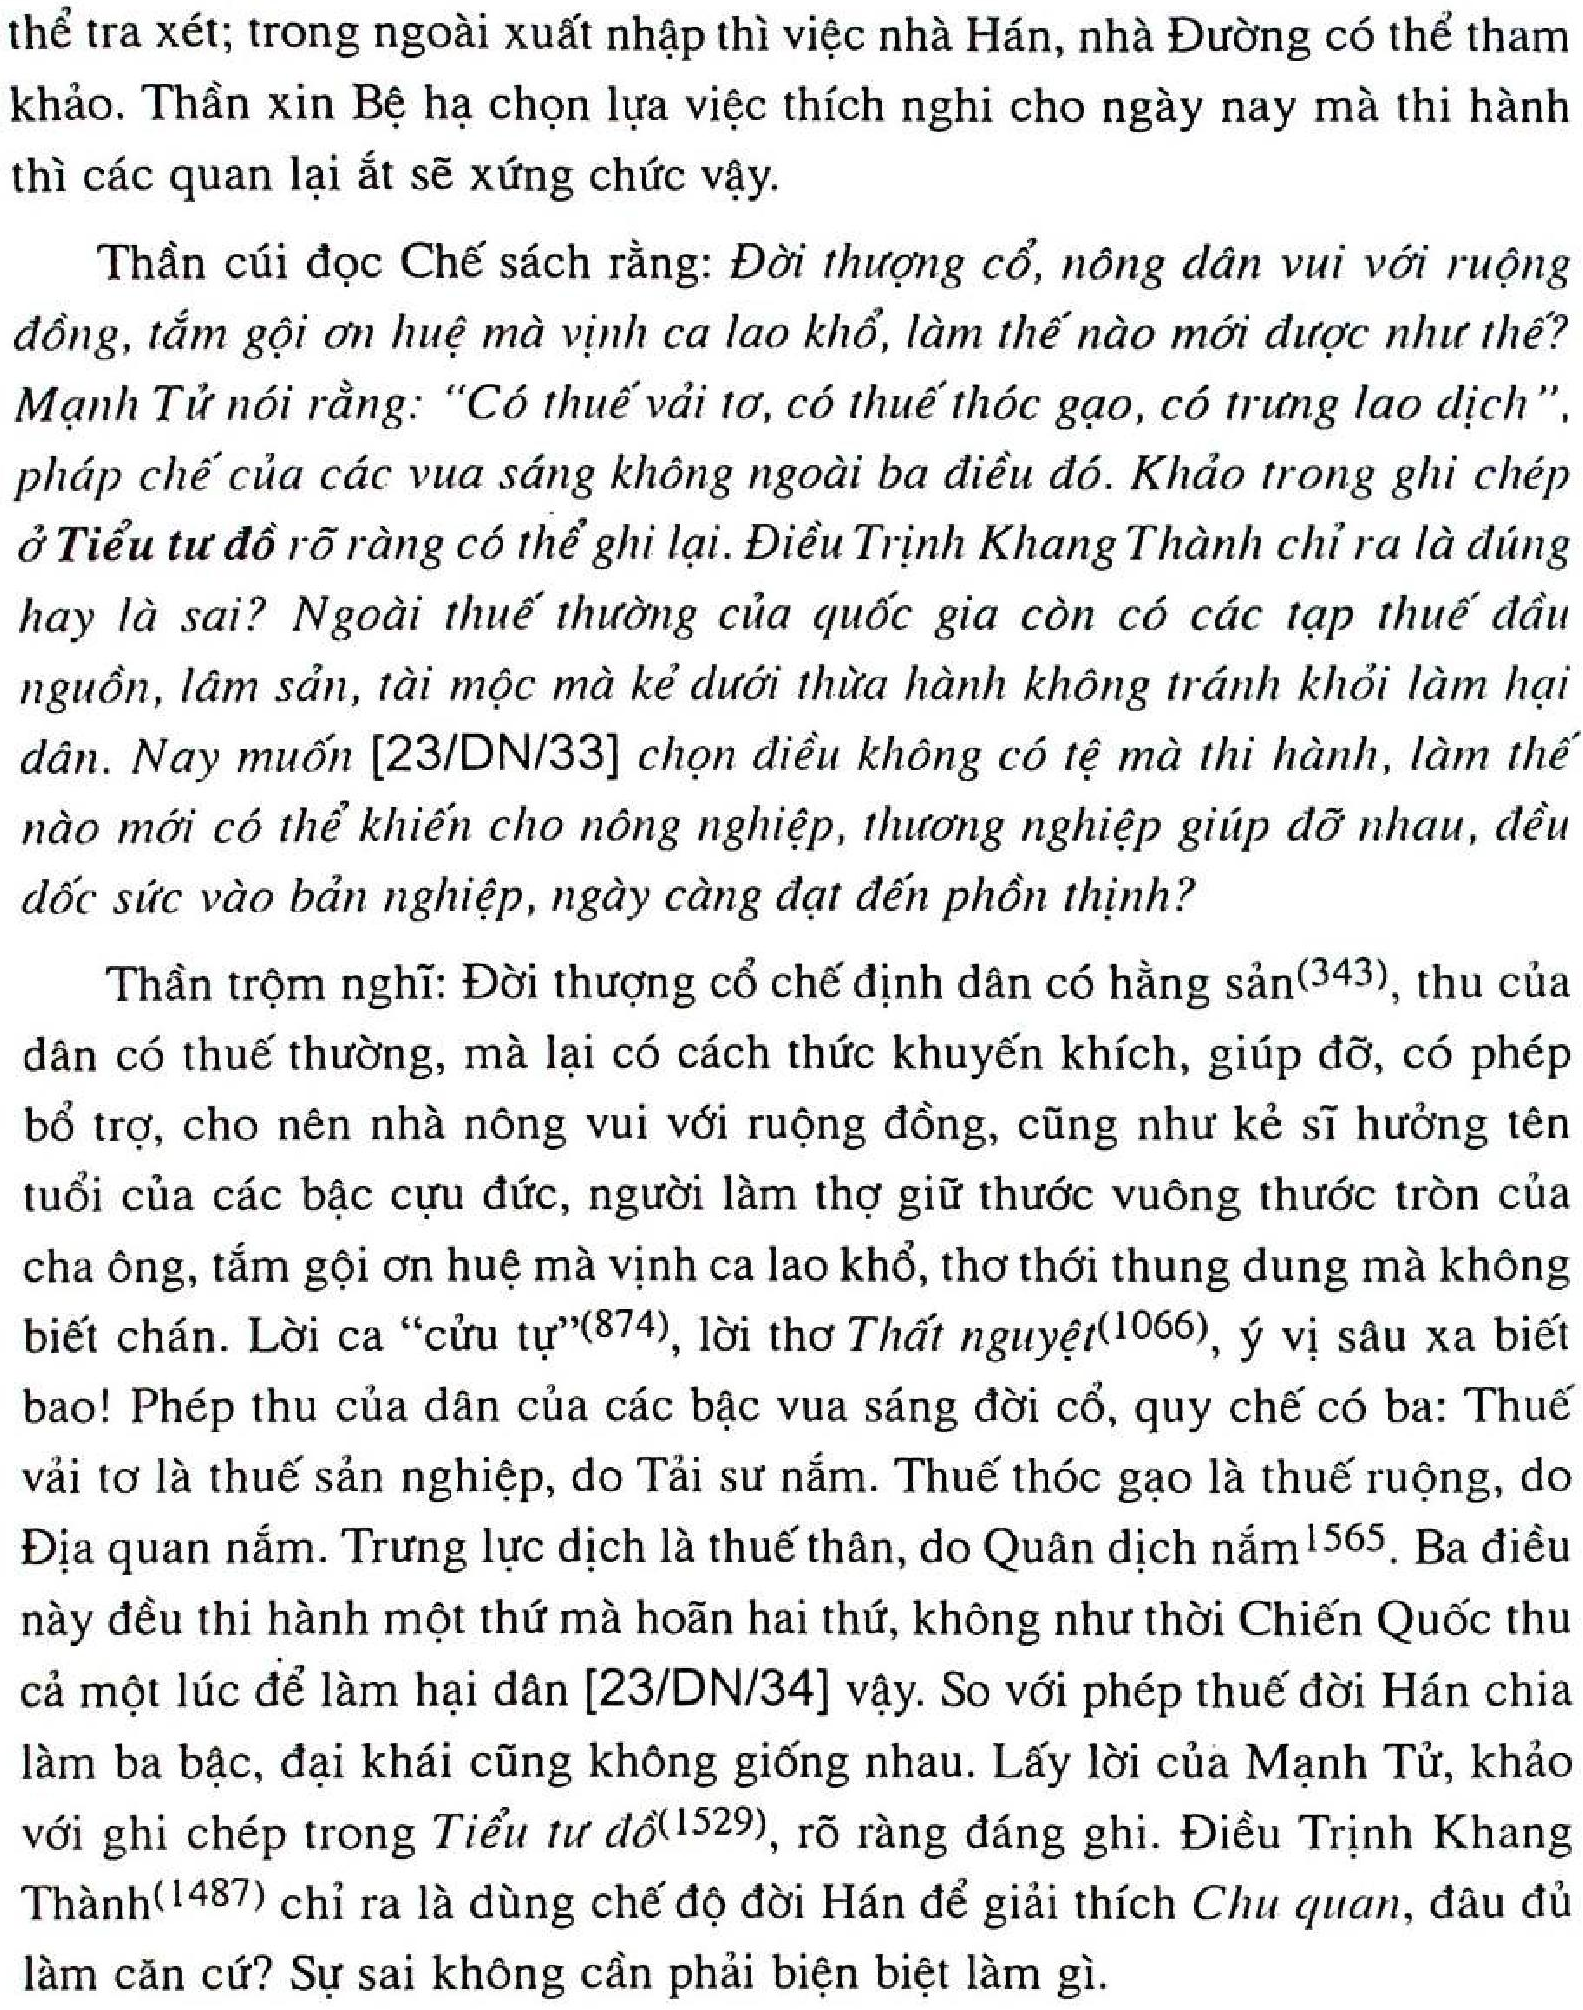 thể tra xét; trong ngoài xuất nhập thì việc nhà Hán, nhà Đường có thể tham
khảo. Thần xin Bệ hạ chọn lựa việc thích nghi cho ngày nay mà thi hành
thì các quan lại ắt sẽ xứng chức vậy.
Thần cúi đọc Chế sách rằng: Đời thượng cổ, nông dân vui với ruộng
đồng, tắm gội ơn huệ mà vịnh ca lao khổ, làm thế nào mới được như thế?
Mạnh Tử nói rằng: “Có thuế vải tơ, có thuế thóc gạo, có trưng lao dịch”,
pháp chế của các vua sáng không ngoài ba điều đó. Khảo trong ghi chép
ở Tiểu tư đồ rõ ràng có thể ghi lại. Điều Trịnh Khang Thành chỉ ra là đúng
hay là sai? Ngoài thuế thường của quốc gia còn có các tạp thuế đầu
nguồn, lâm sản, tài mộc mà kẻ dưới thừa hành không tránh khỏi làm hại
dân. Nay muốn [23/DN/33] chọn điều không có tệ mà thi hành, làm thế
nào mới có thể khiến cho nông nghiệp, thương nghiệp giúp đỡ nhau, đều
dốc sức vào bản nghiệp, ngày càng đạt đến phồn thịnh?
Thần trộm nghĩ: Đời thượng cổ chế định dân có hằng sản(343), thu của
dân có thuế thường, mà lại có cách thức khuyến khích, giúp đỡ, có phép
bổ trợ, cho nên nhà nông vui với ruộng đồng, cũng như kẻ sĩ hưởng tên
tuổi của các bậc cựu đức, người làm thợ giữ thước vuông thước tròn của
cha ông, tắm gội ơn huệ mà vịnh ca lao khổ, thơ thới thung dung mà không
biết chán. Lời ca “cửu tự”(874), lời thơ Thất nguyệt(1066), ý vị sâu xa biết
bao! Phép thu của dân của các bậc vua sáng đời cổ, quy chế có ba: Thuế
vải tơ là thuế sản nghiệp, do Tải sư nắm. Thuế thóc gạo là thuế ruộng, do
Địa quan nắm. Trưng lực dịch là thuế thân, do Quân dịch nắm1565. Ba điều
này đều thi hành một thứ mà hoãn hai thứ, không như thời Chiến Quốc thu
cả một lúc để làm hại dân [23/DN/34] vậy. So với phép thuế đời Hán chia
làm ba bậc, đại khái cũng không giống nhau. Lấy lời của Mạnh Tử, khảo
với ghi chép trong Tiểu tư đồ(1529), rõ ràng đáng ghi. Điều Trịnh Khang
Thành(1487) chỉ ra là dùng chế độ đời Hán để giải thích Chu quan, đâu đủ
làm căn cứ? Sự sai không cần phải biện biệt làm gì.